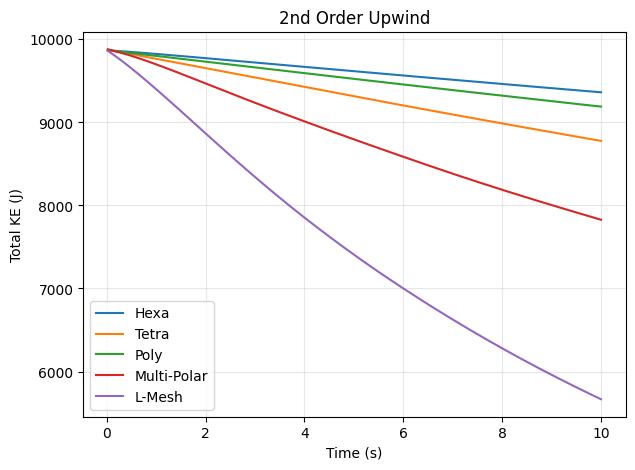 2nd Order Upwind
10000
9000
8000
7000
6000
Total KE (J)
Hexa
Tetra
Poly
Multi-Polar
L-Mesh
0 2 4 6 8 10
Time (s)